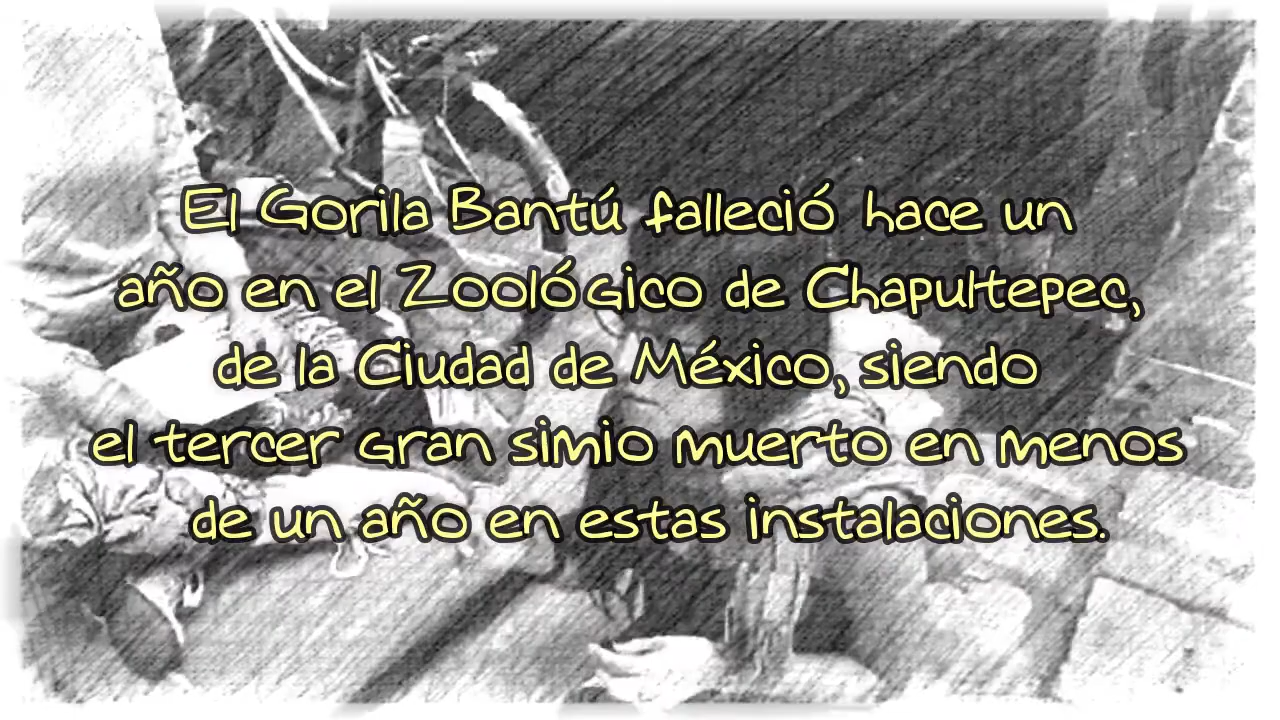 El Gorila Bantú falleció hace un
año en el Zoológico de Chapultepec,
de la Ciudad de México, siendo
el tercer gran simio muerto en menos
de un año en estas instalaciones.